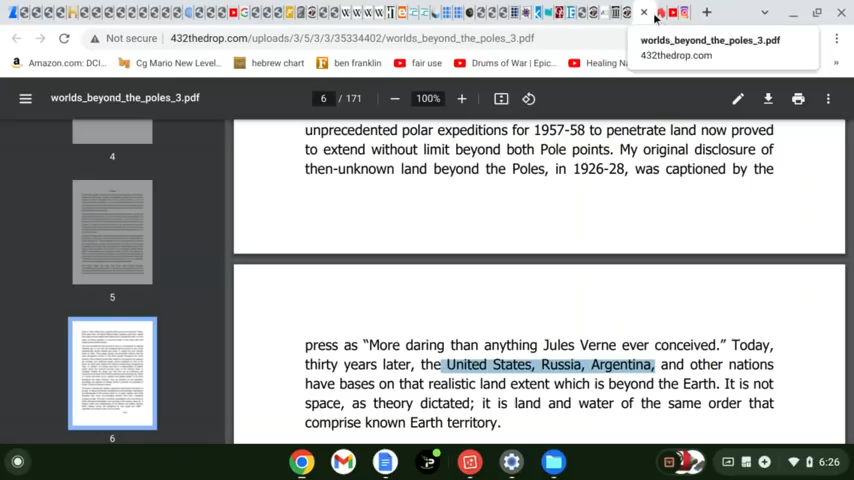 Not secure
432thedrop.com/uploads/3/5/3/3/35334402/worlds_beyond_the_poles_3.pdf
worlds_beyond_the_poles_3.pdf
432thedrop.com
Amazon.com: DCI...
Cg Mario New Level...
hebrew chart
ben franklin
fair use
Drums of War | Epic...
Healing Na
»
worlds_beyond_the_poles_3.pdf
6 / 171
100%
4
5
6
unprecedented polar expeditions for 1957-58 to penetrate land now proved
to extend without limit beyond both Pole points. My original disclosure of
then-unknown land beyond the Poles, in 1926-28, was captioned by the
press as “More daring than anything Jules Verne ever conceived.” Today,
thirty years later, the United States, Russia, Argentina, and other nations
have bases on that realistic land extent which is beyond the Earth. It is not
space, as theory dictated; it is land and water of the same order that
comprise known Earth territory.
6:26